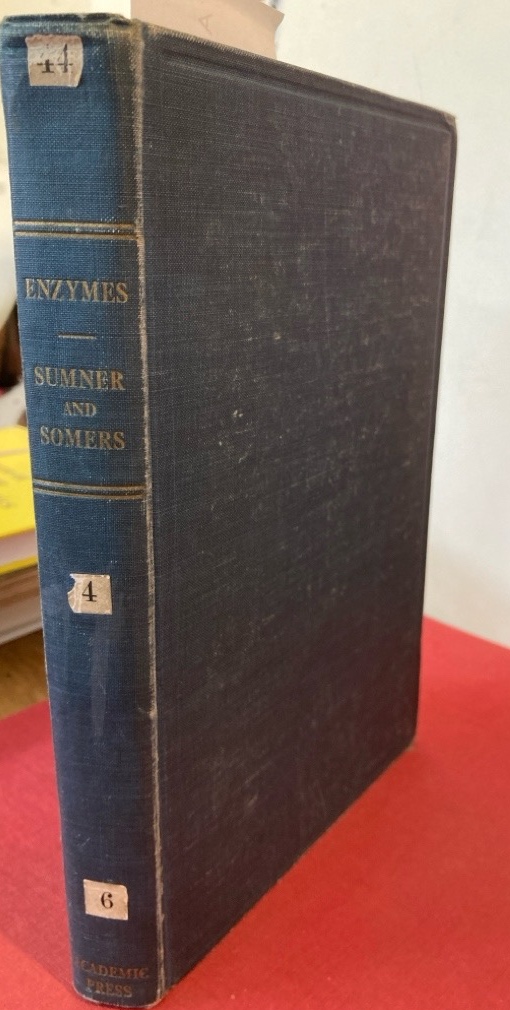 44
ENZYMES
SUMNER
AND
SOMERS
4
6
ACADEMIC
PRESS